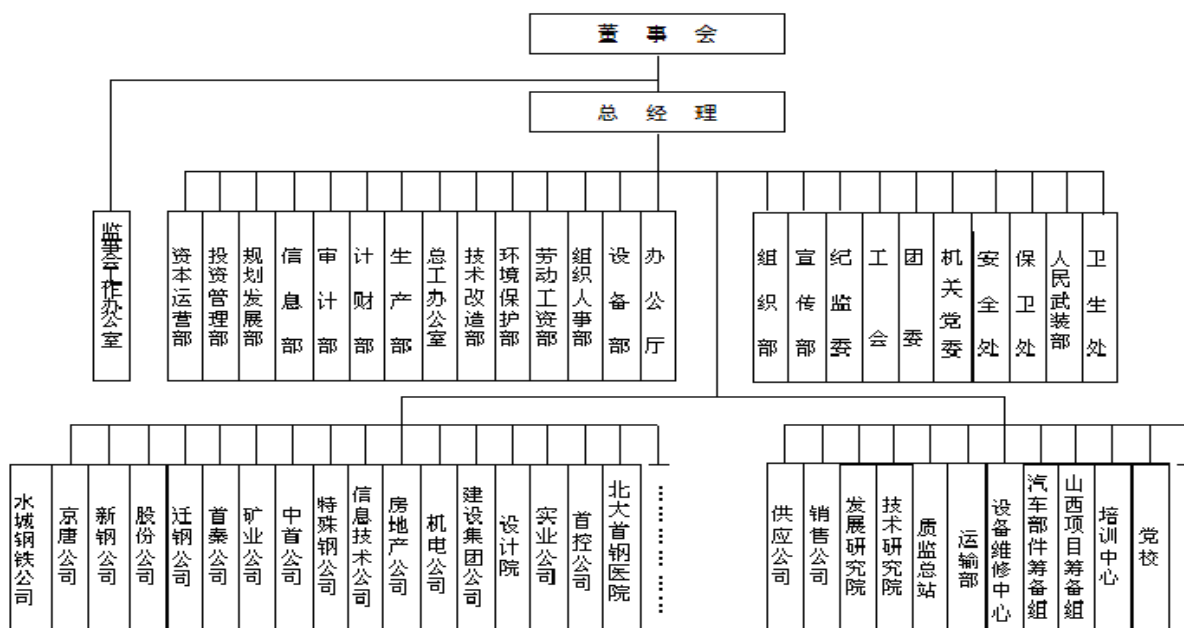 董事会
总经理
监事会工作办公室
资本运营部
投资管理部
规划发展部
信息部
审计部
计财部
生产部
总工办公室
技术改造部
环境保护部
劳动工资部
组织人事部
设备部
办公厅
组织部
宣传部
纪监委
工会
团委
机关党委
安全处
保卫处
人民武装部
卫生处
水城钢铁公司
京唐公司
新钢公司
股份公司
迁钢公司
首秦公司
矿业公司
中首公司
特殊钢公司
信息技术公司
房地产公司
机电公司
建设集团公司
设计院
实业公司
首控公司
北大首钢医院
…………
供应公司
销售公司
发展研究院
技术研究院
质监总站
运输部
设备维修中心
汽车部件筹备组
山西项目筹备组
培训中心
党校